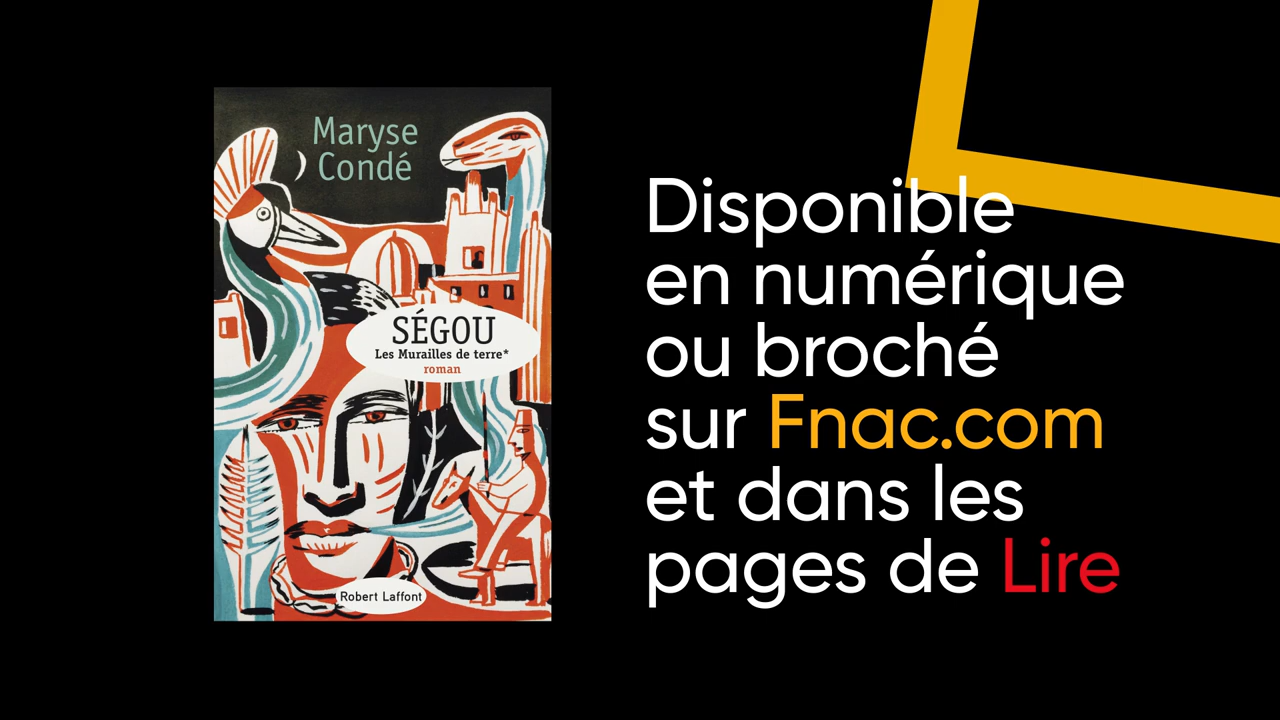 Maryse
Condé
SÉGOU
Les Murailles de terre*
roman
Robert Laffont
Disponible
en numérique
ou broché
sur Fnac.com
et dans les
pages de Lire